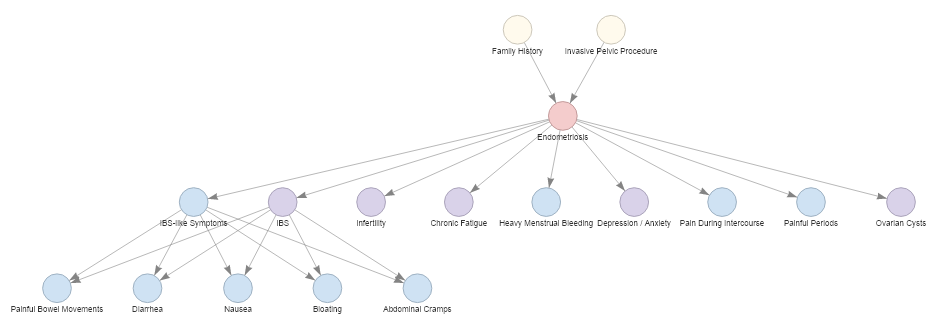 Family History
Invasive Pelvic Procedure
Endometriosis
IBS-like Symptoms
IBS
Infertility
Chronic Fatigue
Heavy Menstrual Bleeding
Depression / Anxiety
Pain During Intercourse
Painful Periods
Ovarian Cysts
Painful Bowel Movements
Diarrhea
Nausea
Bloating
Abdominal Cramps